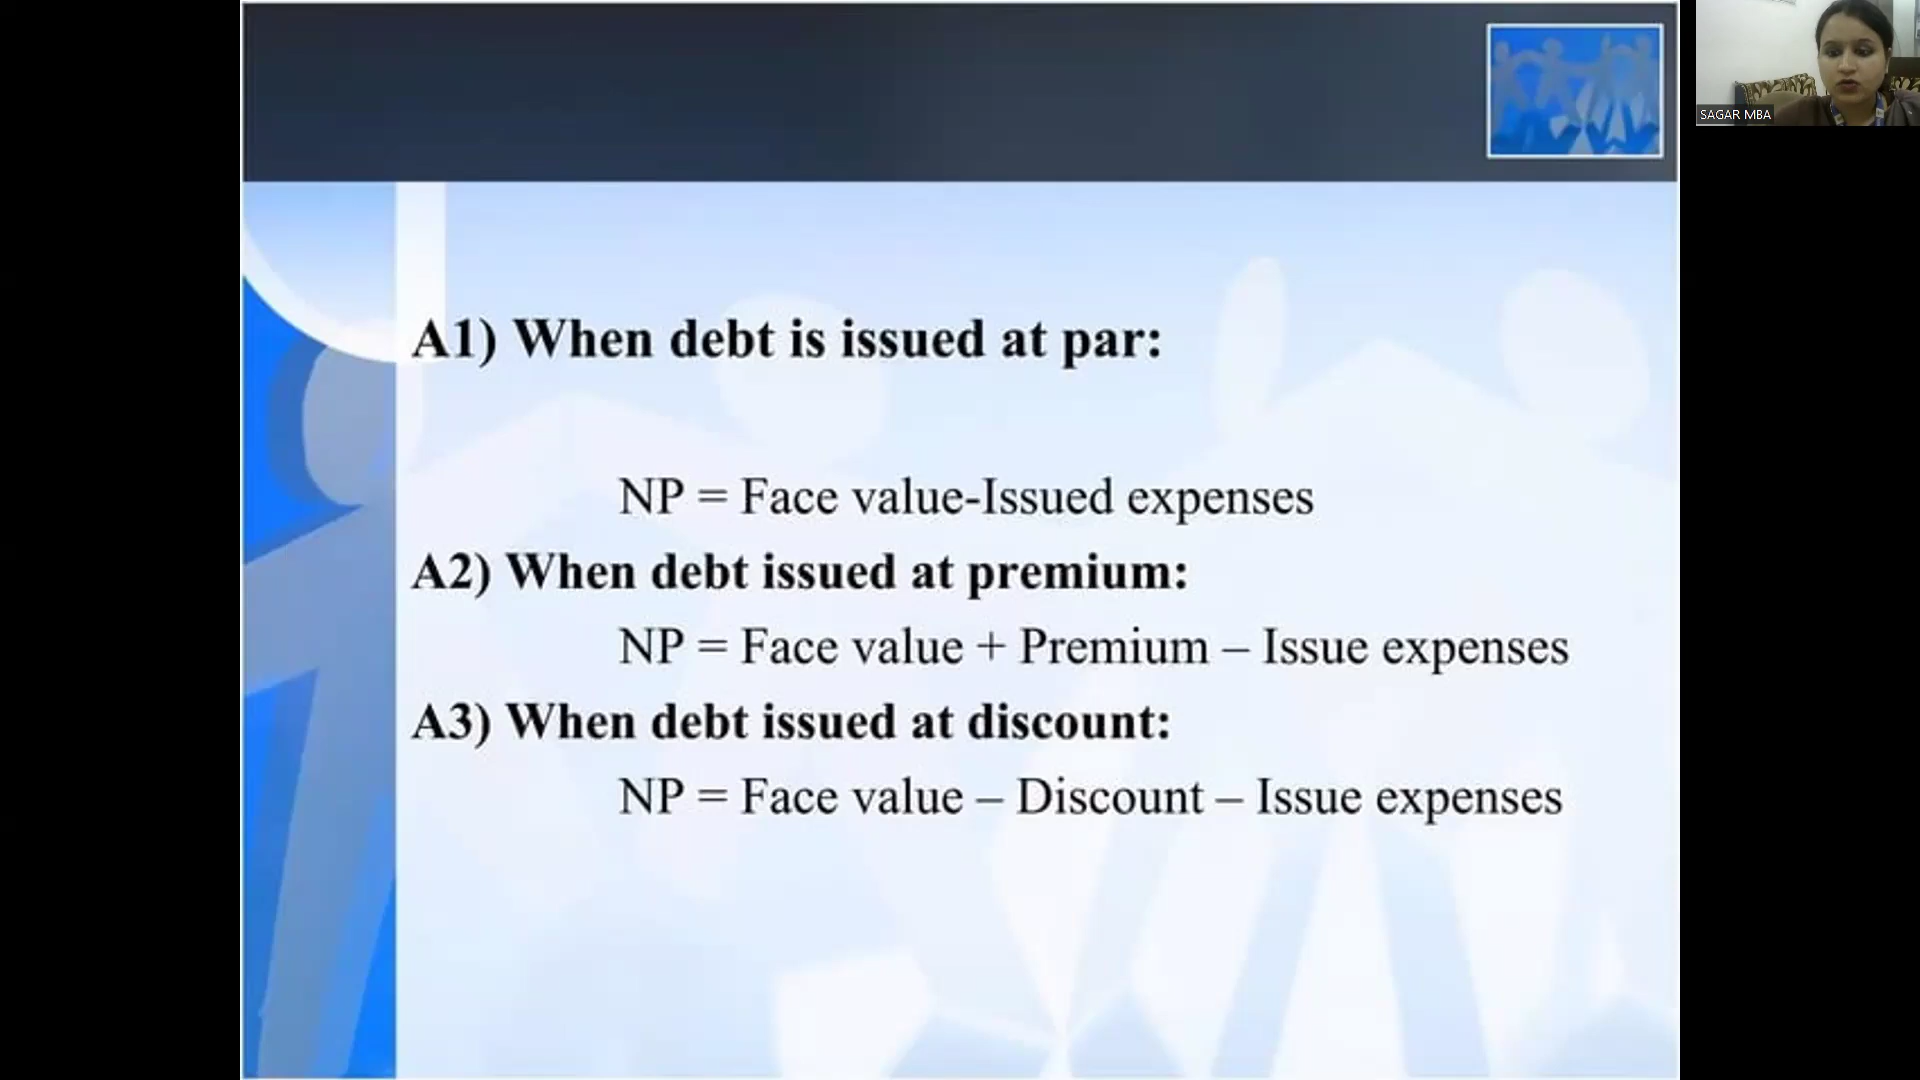 SAGAR MBA
A1) When debt is issued at par:
NP = Face value-Issued expenses
A2) When debt issued at premium:
NP = Face value + Premium – Issue expenses
A3) When debt issued at discount:
NP = Face value – Discount – Issue expenses